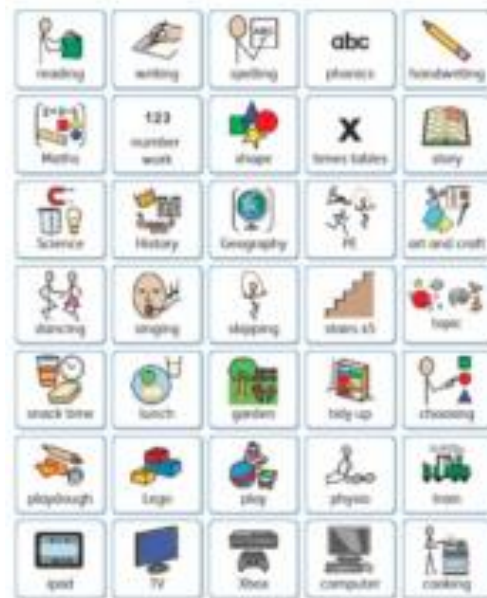 reading writing spelling phonics handwriting
abc
Maths number work shape times tables story
123
x
Science History Geography PE art and craft
dancing singing skipping stairs x5 topic
snack time lunch garden tidy up choosing
playdough Lego play physio train
ipad TV Xbox computer cooking